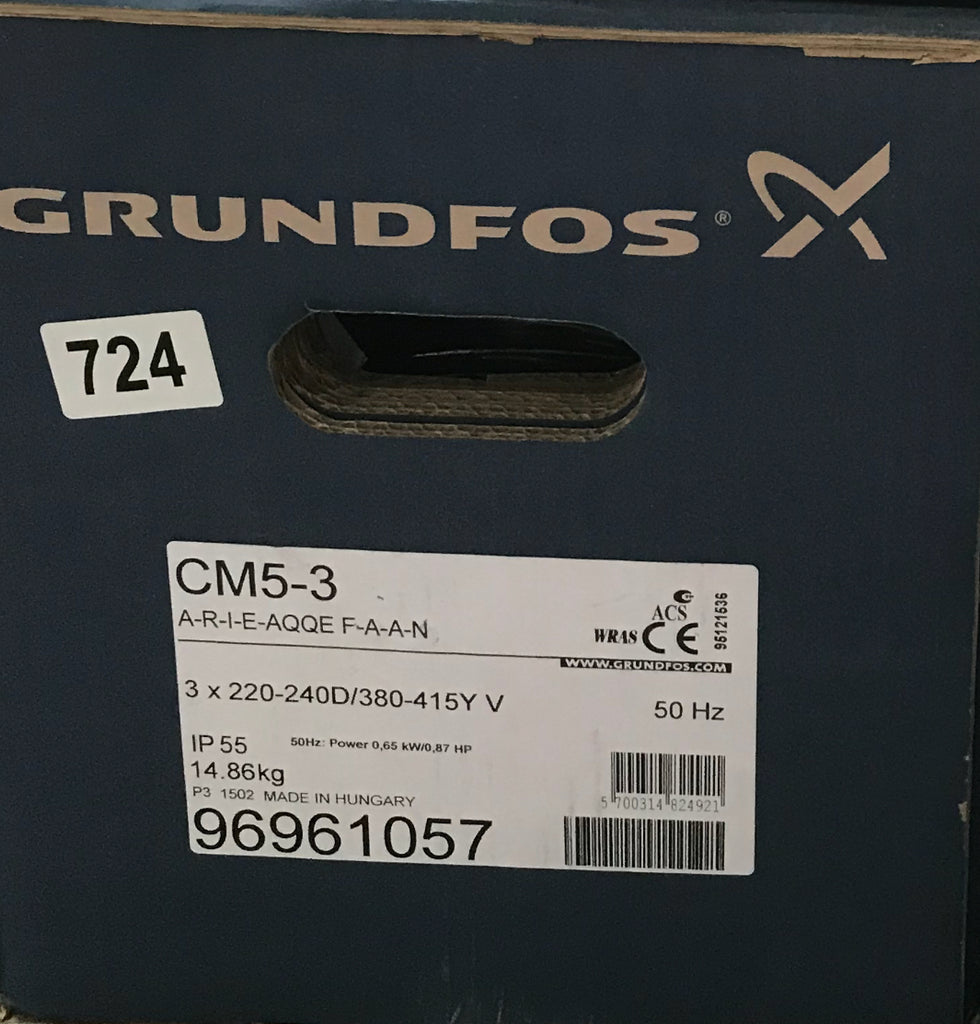 GRUNDFOS®
724
CM5-3
A-R-I-E-AQQE F-A-A-N
ACS
WRAS CE
95121636
WWW.GRUNDFOS.COM
3 x 220-240D/380-415Y V
50 Hz
IP 55
50Hz: Power 0,65 kW/0,87 HP
14.86kg
P3 1502 MADE IN HUNGARY
96961057
5 700314 824921